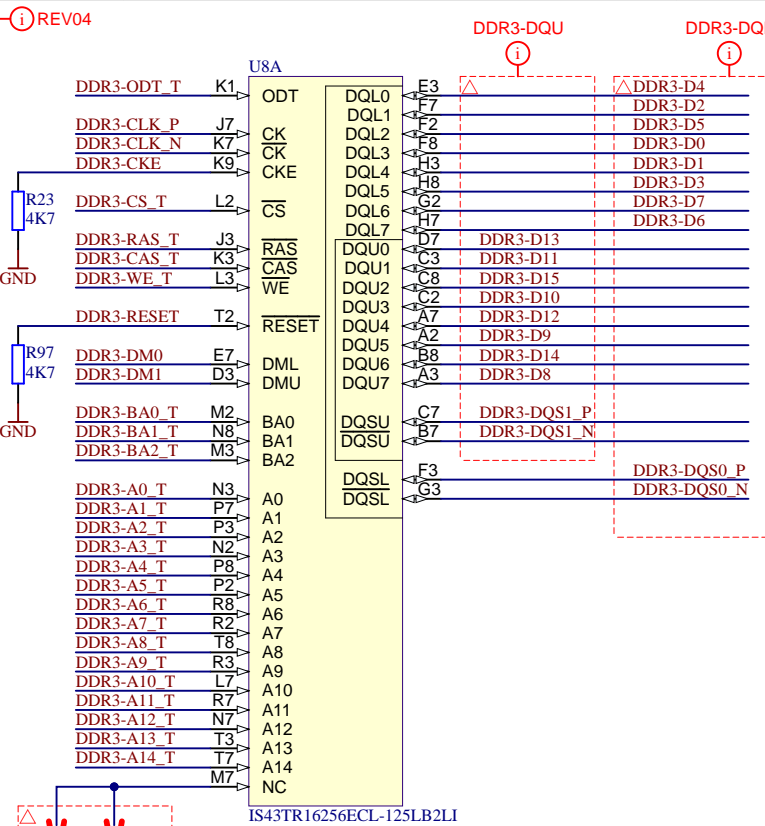 i REV04
DDR3-DQU
DDR3-DQ
i
i
U8A
DDR3-ODT_T K1 ODT DQL0 E3 DDR3-D4
DQL1 F7 DDR3-D2
DDR3-CLK_P J7 CK DQL2 F2 DDR3-D5
DDR3-CLK_N K7 CK DQL3 F8 DDR3-D0
DDR3-CKE K9 CKE DQL4 H3 DDR3-D1
DQL5 H8 DDR3-D3
R23
4K7
DDR3-CS_T L2 CS DQL6 G2 DDR3-D7
DQL7 H7 DDR3-D6
DDR3-RAS_T J3 RAS DQU0 D7 DDR3-D13
DDR3-CAS_T K3 CAS DQU1 C3 DDR3-D11
GND
DDR3-WE_T L3 WE DQU2 C8 DDR3-D15
DQU3 C2 DDR3-D10
DDR3-RESET T2 RESET DQU4 A7 DDR3-D12
DQU5 A2 DDR3-D9
R97
4K7
DDR3-DM0 E7 DML DQU6 B8 DDR3-D14
DDR3-DM1 D3 DMU DQU7 A3 DDR3-D8
DDR3-BA0_T M2 BA0 DQSU C7 DDR3-DQS1_P
GND
DDR3-BA1_T N8 BA1 DQSU B7 DDR3-DQS1_N
DDR3-BA2_T M3 BA2
DQSL F3 DDR3-DQS0_P
DDR3-A0_T N3 A0 DQSL G3 DDR3-DQS0_N
DDR3-A1_T P7 A1
DDR3-A2_T P3 A2
DDR3-A3_T N2 A3
DDR3-A4_T P8 A4
DDR3-A5_T P2 A5
DDR3-A6_T R8 A6
DDR3-A7_T R2 A7
DDR3-A8_T T8 A8
DDR3-A9_T R3 A9
DDR3-A10_T L7 A10
DDR3-A11_T R7 A11
DDR3-A12_T N7 A12
DDR3-A13_T T3 A13
DDR3-A14_T T7 A14
M7 NC
IS43TR16256ECL-125LB2LI